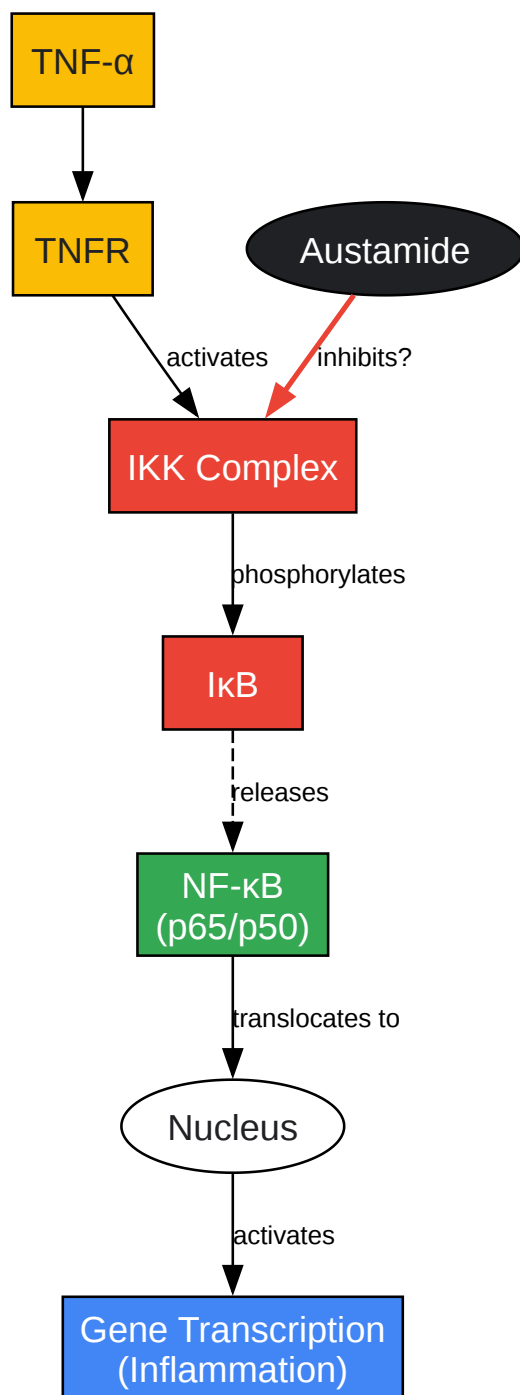 TNF-α
TNFR
Austamide
activates
inhibits?
IKK Complex
phosphorylates
IκB
releases
NF-κB
(p65/p50)
translocates to
Nucleus
activates
Gene Transcription
(Inflammation)